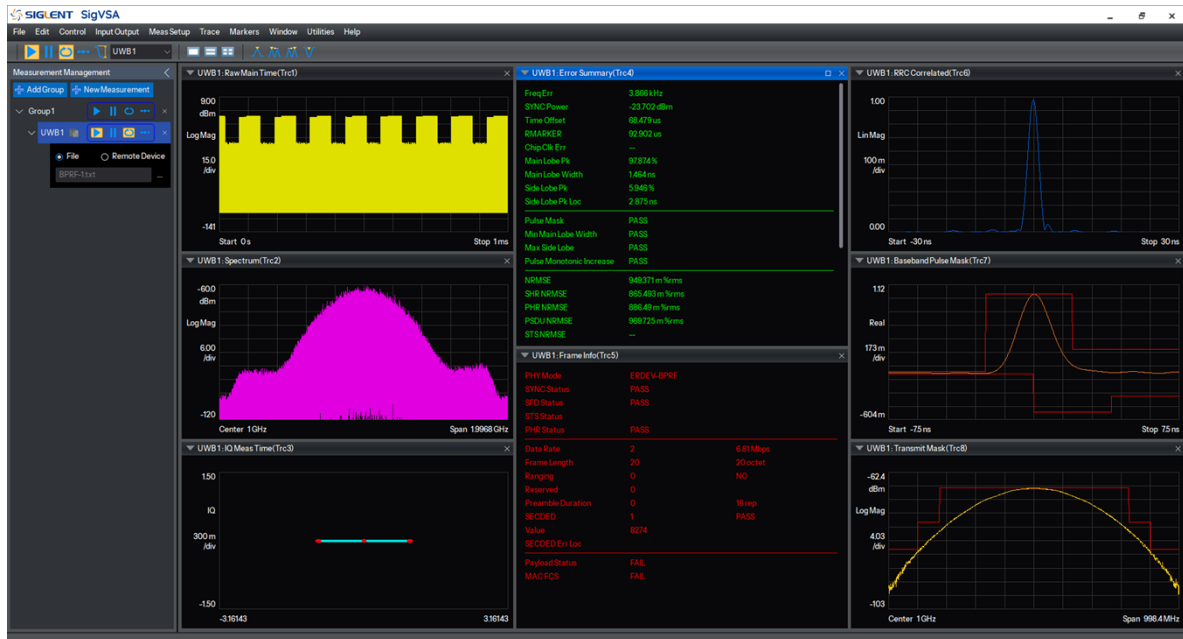 SIGLENT SigVSA
File Edit Control Input Output Meas Setup Trace Markers Window Utilities Help
UWB1
Measurement Management
Add Group New Measurement
Group1
UWB1
File Remote Device
BPRF-1.txt ...
UWB1: Raw Main Time(Trc1)
900
dBm
Log Mag
15.0
/div
-141
Start 0 s Stop 1 ms
UWB1: Spectrum(Trc2)
-60.0
dBm
Log Mag
6.00
/div
-120
Center 1 GHz Span 1.9968 GHz
UWB1: IQ Meas Time(Trc3)
1.50
IQ
300 m
/div
-1.50
-3.16143 3.16143
UWB1: Error Summary(Trc4)
Freq Err 3.866 kHz
SYNC Power -23.702 dBm
Time Offset 68.479 us
RMARKER 92.902 us
Chip Clk Err --
Main Lobe Pk 97.874 %
Main Lobe Width 1.464 ns
Side Lobe Pk 5.946 %
Side Lobe Pk Loc 2.875 ns
Pulse Mask PASS
Min Main Lobe Width PASS
Max Side Lobe PASS
Pulse Monotonic Increase PASS
NRMSE 949.371 m %rms
SHR NRMSE 865.493 m %rms
PHR NRMSE 886.49 m %rms
PSDU NRMSE 969.725 m %rms
STS NRMSE --
UWB1: Frame Info(Trc5)
PHY Mode ERDEV-BPRF
SYNC Status PASS
SFD Status PASS
STS Status
PHR Status PASS
Data Rate 2 6.81 Mbps
Frame Length 20 20 octet
Ranging 0 NO
Reserved 0
Preamble Duration 0 16 rep
SECDED 1 PASS
Value 8274
SECDED Err Loc
Payload Status FAIL
MAC FCS FAIL
UWB1: RRC Correlated(Trc6)
1.00
Lin Mag
100 m
/div
0.00
Start -30 ns Stop 30 ns
UWB1: Baseband Pulse Mask(Trc7)
1.12
Real
173 m
/div
-604 m
Start -7.5 ns Stop 7.5 ns
UWB1: Transmit Mask(Trc8)
-62.4
dBm
Log Mag
4.03
/div
-103
Center 1 GHz Span 998.4 MHz